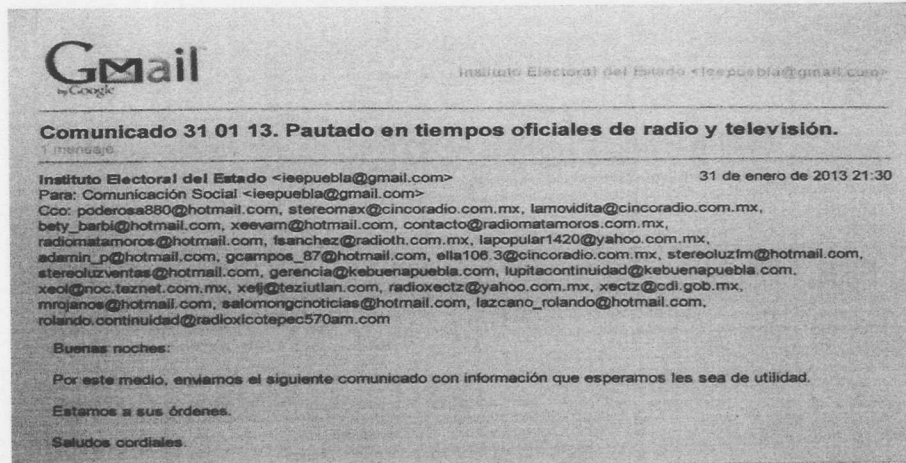 Gmail
by Google
Instituto Electoral del Estado <ieepuebla@gmail.com>
Comunicado 31 01 13. Pautado en tiempos oficiales de radio y televisión.
1 mensaje
Instituto Electoral del Estado <ieepuebla@gmail.com> 31 de enero de 2013 21:30
Para: Comunicación Social <ieepuebla@gmail.com>
Cco: poderosa880@hotmail.com, stereomax@cincoradio.com.mx, lamovidita@cincoradio.com.mx,
bety_barbi@hotmail.com, xeevam@hotmail.com, contacto@radiomatamoros.com.mx,
radiomatamoros@hotmail.com, fsanchez@radioth.com.mx, lapopular1420@yahoo.com.mx,
adamin_p@hotmail.com, gcampos_87@hotmail.com, ella106.3@cincoradio.com.mx, stereoluzfm@hotmail.com,
stereoluzventas@hotmail.com, gerencia@kebuenapuebla.com, lupitacontinuidad@kebuenapuebla.com,
xeol@noc.teznet.com.mx, xelj@teziutlan.com, radioxectz@yahoo.com.mx, xectz@cdi.gob.mx,
mrojanos@hotmail.com, salomongcnoticias@hotmail.com, lazcano_rolando@hotmail.com,
rolando.continuidad@radioxicotepec570am.com
Buenas noches:
Por este medio, enviamos el siguiente comunicado con información que esperamos les sea de utilidad.
Estamos a sus órdenes.
Saludos cordiales.